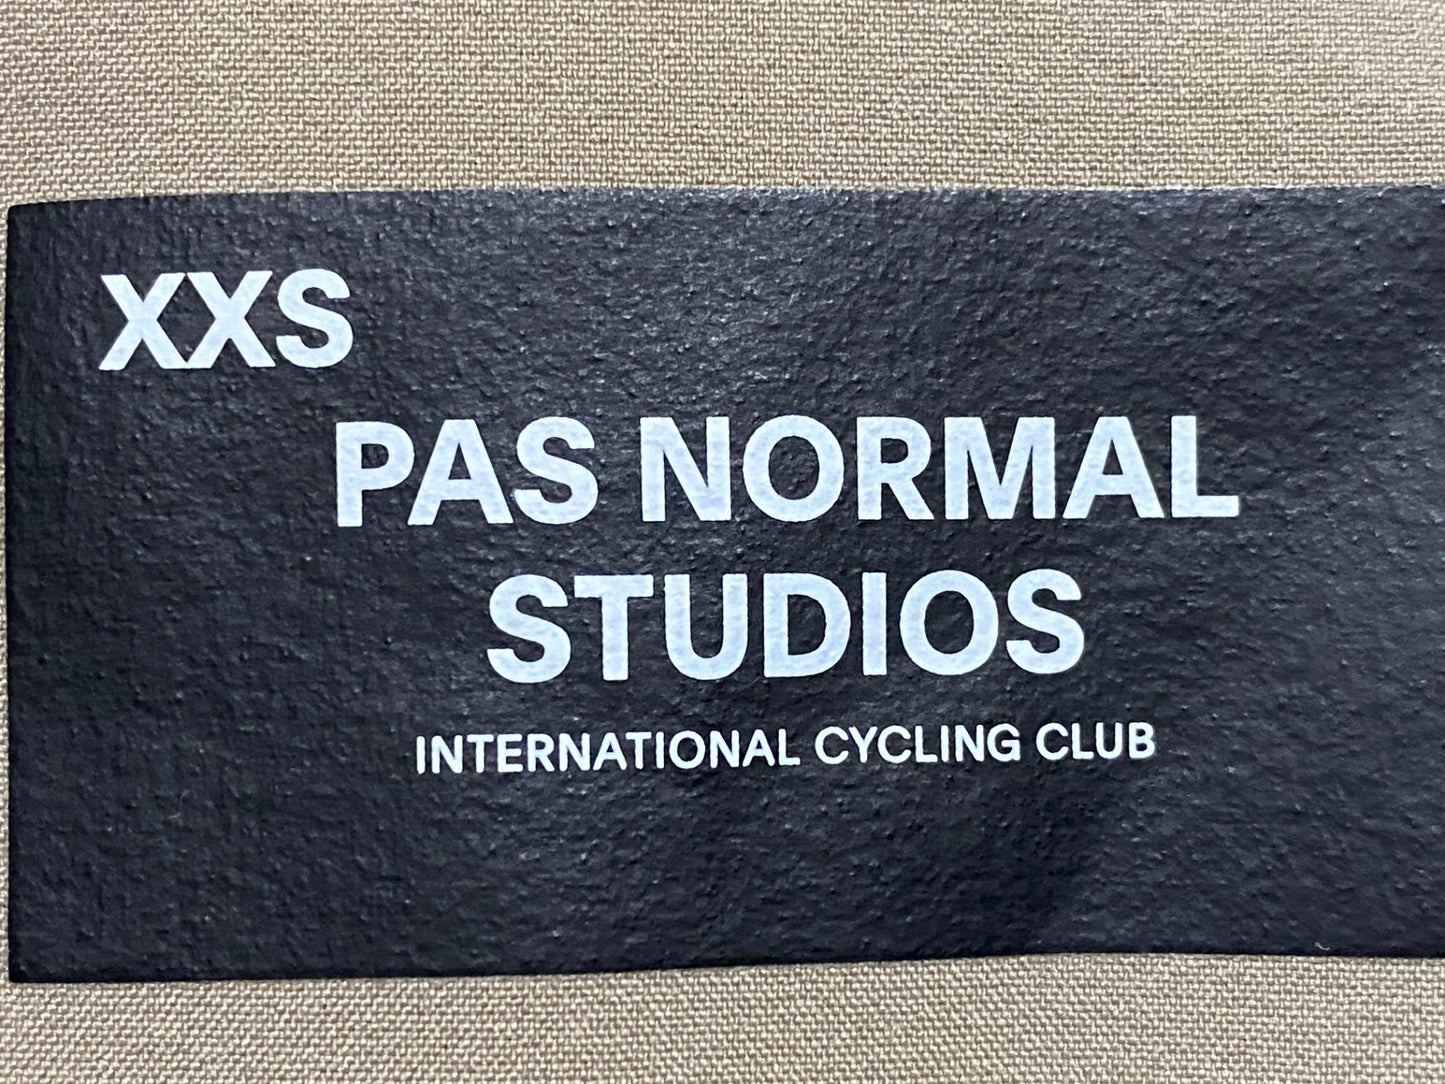 XXS
PAS NORMAL
STUDIOS
INTERNATIONAL CYCLING CLUB